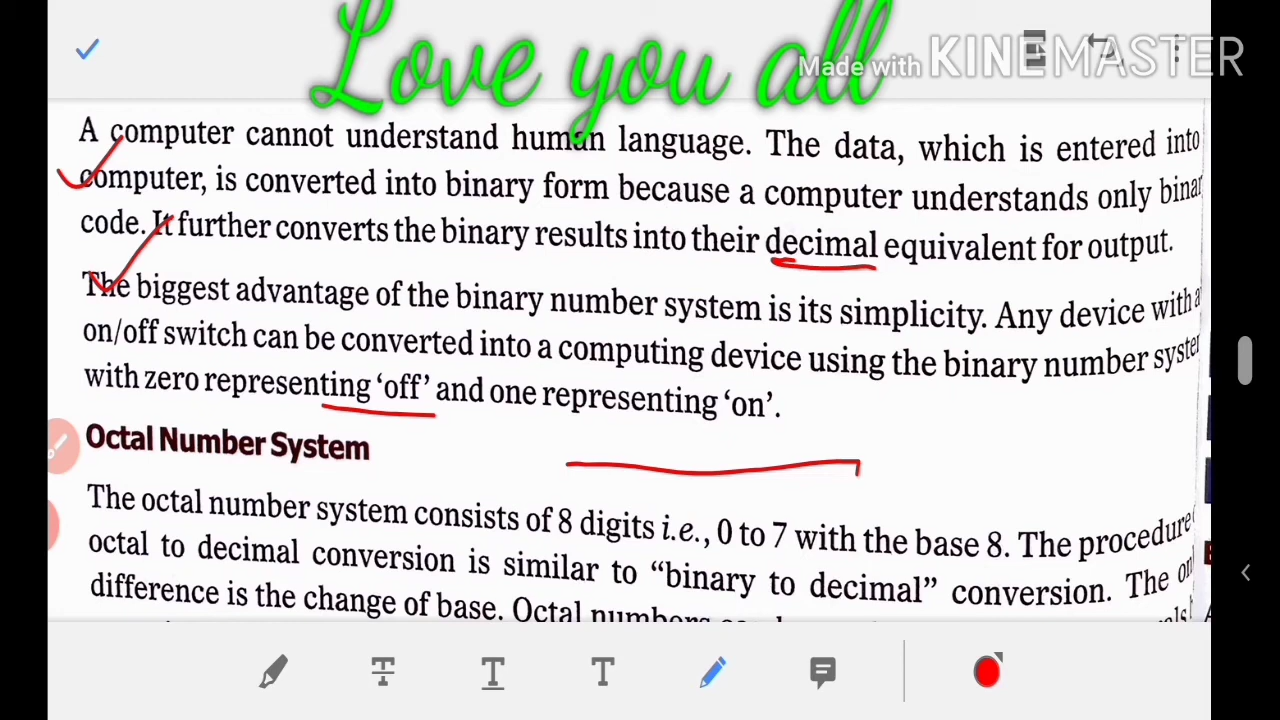 Love you all
Made with KINEMASTER
A computer cannot understand human language. The data, which is entered into
computer, is converted into binary form because a computer understands only binar
code. It further converts the binary results into their decimal equivalent for output.
The biggest advantage of the binary number system is its simplicity. Any device with a
on/off switch can be converted into a computing device using the binary number syster
with zero representing ‘off’ and one representing ‘on’.
Octal Number System
The octal number system consists of 8 digits i.e., 0 to 7 with the base 8. The procedure
octal to decimal conversion is similar to “binary to decimal” conversion. The on
difference is the change of base. Octal numbers